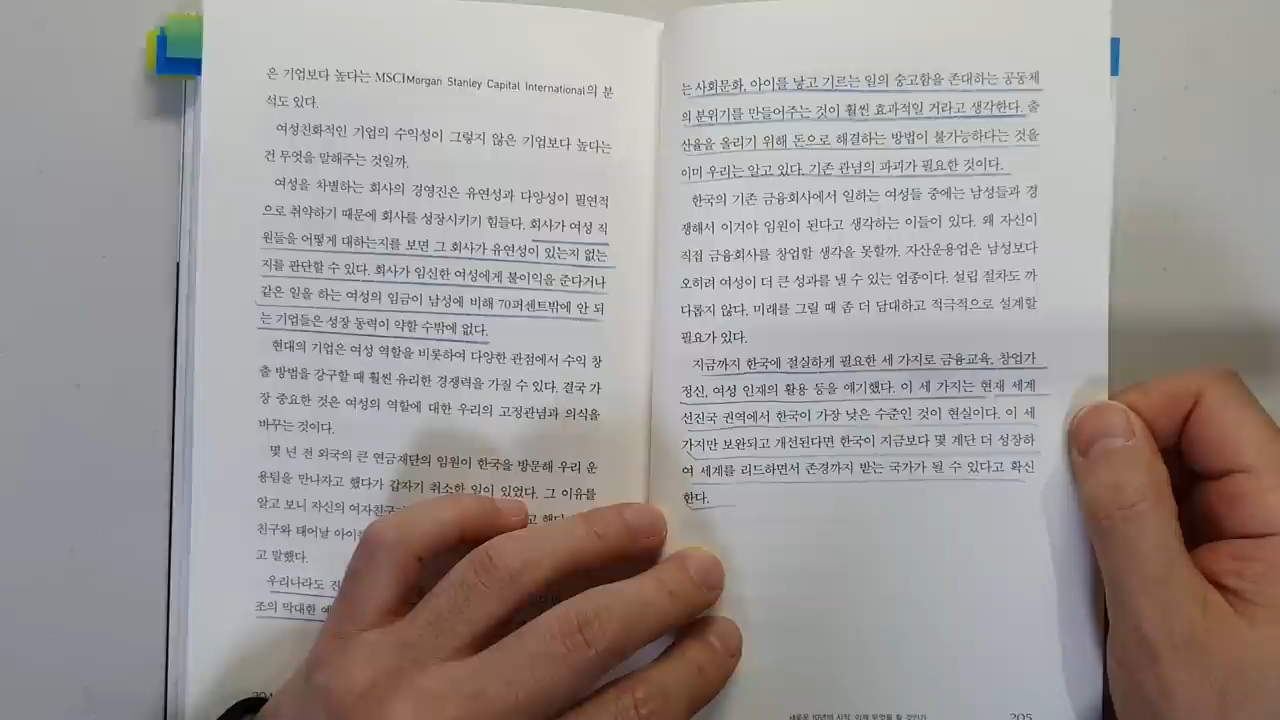 은 기업보다 높다는 MSCI Morgan Stanley Capital International의 분
석도 있다.
여성친화적인 기업의 수익성이 그렇지 않은 기업보다 높다는
건 무엇을 말해주는 것일까.
여성을 차별하는 회사의 경영진은 유연성과 다양성이 필연적
으로 취약하기 때문에 회사를 성장시키기 힘들다. 회사가 여성 직
원들을 어떻게 대하는지를 보면 그 회사가 유연성이 있는지 없는
지를 판단할 수 있다. 회사가 임신한 여성에게 불이익을 준다거나
같은 일을 하는 여성의 임금이 남성에 비해 70퍼센트밖에 안 되
는 기업들은 성장 동력이 약할 수밖에 없다.
현대의 기업은 여성 역할을 비롯하여 다양한 관점에서 수익 창
출 방법을 강구할 때 훨씬 유리한 경쟁력을 가질 수 있다. 결국 가
장 중요한 것은 여성의 역할에 대한 우리의 고정관념과 의식을
바꾸는 것이다.
몇 년 전 외국의 큰 연금재단의 임원이 한국을 방문해 우리 운
용팀을 만나자고 했다가 갑자기 취소한 일이 있었다. 그 이유를
알고 보니 자신의 여자친구
친구와 태어날
고 말했다.
우리나라도
조의 막대한
204
는 사회문화, 아이를 낳고 기르는 일의 숭고함을 존대하는 공동체
의 분위기를 만들어주는 것이 훨씬 효과적일 거라고 생각한다. 출
산율을 올리기 위해 돈으로 해결하는 방법이 불가능하다는 것을
이미 우리는 알고 있다. 기존 관념의 파괴가 필요한 것이다.
한국의 기존 금융회사에서 일하는 여성들 중에는 남성들과 경
쟁해서 이겨야 임원이 된다고 생각하는 이들이 있다. 왜 자신이
직접 금융회사를 창업할 생각을 못할까. 자산운용업은 남성보다
오히려 여성이 더 큰 성과를 낼 수 있는 업종이다. 설립 절차도 까
다롭지 않다. 미래를 그릴 때 좀 더 담대하고 적극적으로 설계할
필요가 있다.
지금까지 한국에 절실하게 필요한 세 가지로 금융교육, 창업가
정신, 여성 인재의 활용 등을 얘기했다. 이 세 가지는 현재 세계
선진국 권역에서 한국이 가장 낮은 수준인 것이 현실이다. 이 세
가지만 보완되고 개선된다면 한국이 지금보다 몇 계단 더 성장하
여 세계를 리드하면서 존경까지 받는 국가가 될 수 있다고 확신
한다.
새로운 10년의 시작, 이제 무엇을 할 것인가
205